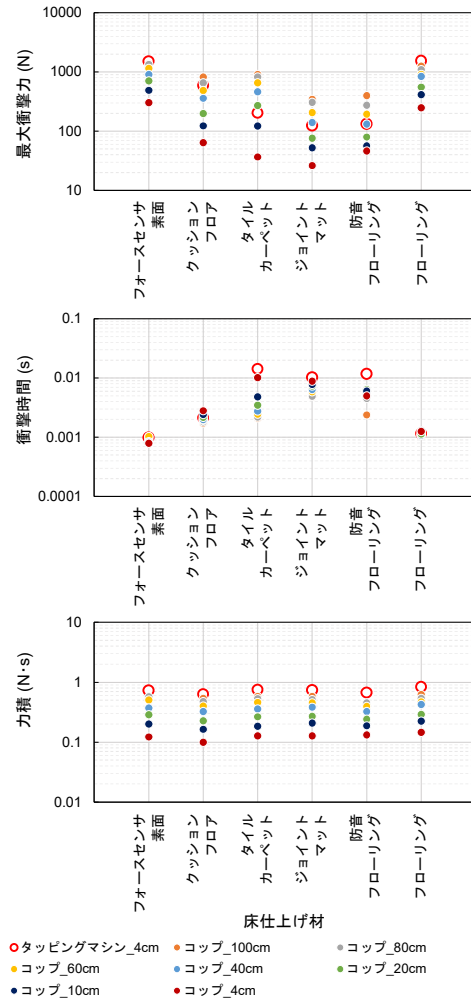 最大衝撃力 (N)
10000
1000
100
10
フォースセンサ
素面
クッション
フロア
タイル
カーペット
ジョイント
マット
防音
フローリング
フローリング
衝撃時間 (s)
0.1
0.01
0.001
0.0001
フォースセンサ
素面
クッション
フロア
タイル
カーペット
ジョイント
マット
防音
フローリング
フローリング
力積 (N·s)
10
1
0.1
0.01
フォースセンサ
素面
クッション
フロア
タイル
カーペット
ジョイント
マット
防音
フローリング
フローリング
床仕上げ材
タッピングマシン_4cm
コップ_100cm
コップ_80cm
コップ_60cm
コップ_40cm
コップ_20cm
コップ_10cm
コップ_4cm